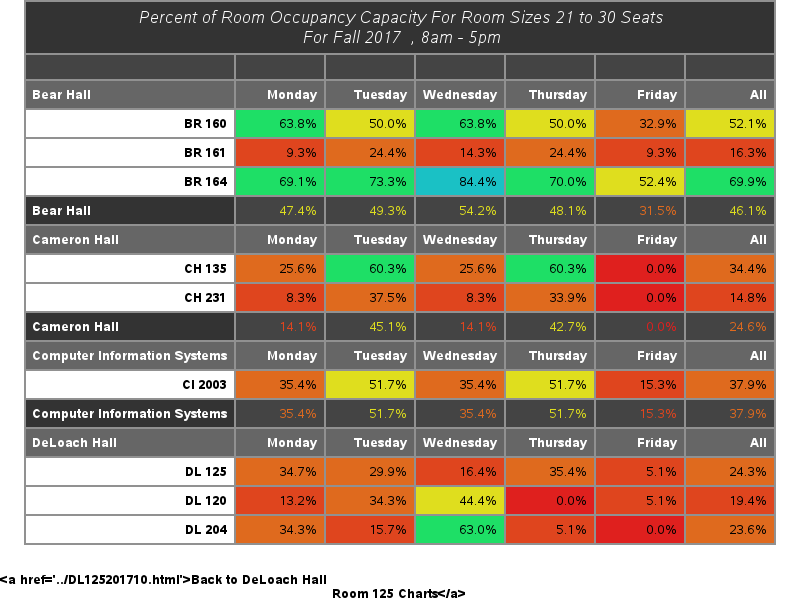 Percent of Room Occupancy Capacity For Room Sizes 21 to 30 Seats
For Fall 2017 , 8am - 5pm
Bear Hall Monday Tuesday Wednesday Thursday Friday All
BR 160 63.8% 50.0% 63.8% 50.0% 32.9% 52.1%
BR 161 9.3% 24.4% 14.3% 24.4% 9.3% 16.3%
BR 164 69.1% 73.3% 84.4% 70.0% 52.4% 69.9%
Bear Hall 47.4% 49.3% 54.2% 48.1% 31.5% 46.1%
Cameron Hall Monday Tuesday Wednesday Thursday Friday All
CH 135 25.6% 60.3% 25.6% 60.3% 0.0% 34.4%
CH 231 8.3% 37.5% 8.3% 33.9% 0.0% 14.8%
Cameron Hall 14.1% 45.1% 14.1% 42.7% 0.0% 24.6%
Computer Information Systems Monday Tuesday Wednesday Thursday Friday All
CI 2003 35.4% 51.7% 35.4% 51.7% 15.3% 37.9%
Computer Information Systems 35.4% 51.7% 35.4% 51.7% 15.3% 37.9%
DeLoach Hall Monday Tuesday Wednesday Thursday Friday All
DL 125 34.7% 29.9% 16.4% 35.4% 5.1% 24.3%
DL 120 13.2% 34.3% 44.4% 0.0% 5.1% 19.4%
DL 204 34.3% 15.7% 63.0% 5.1% 0.0% 23.6%
<a href='../DL125201710.html'>Back to DeLoach Hall
Room 125 Charts</a>